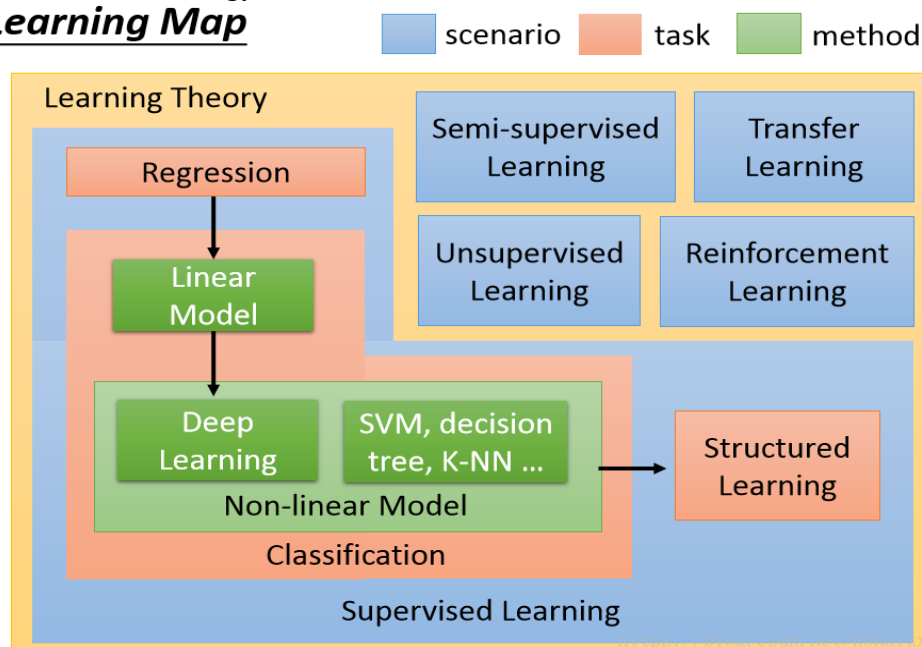 Learning Map
scenario
task
method
Learning Theory
Regression
Linear
Model
Deep
Learning
SVM, decision
tree, K-NN ...
Non-linear Model
Classification
Supervised Learning
Semi-supervised
Learning
Transfer
Learning
Unsupervised
Learning
Reinforcement
Learning
Structured
Learning